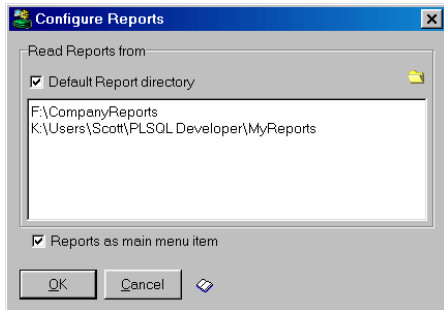 Configure Reports
Read Reports from
Default Report directory
F:\CompanyReports
K:\Users\Scott\PLSQL Developer\MyReports
Reports as main menu item
OK
Cancel